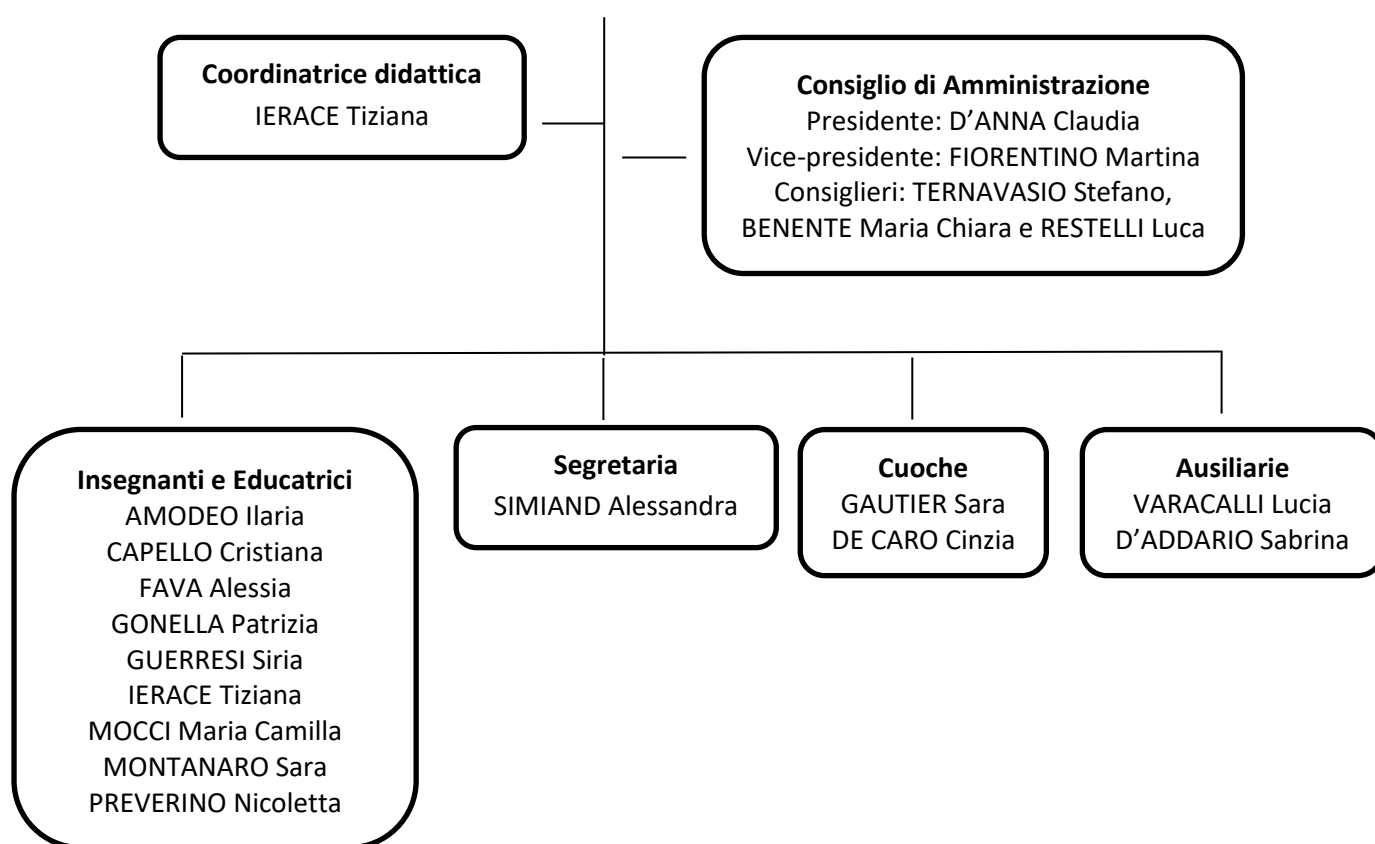 Coordinatrice didattica
IERACE Tiziana
Consiglio di Amministrazione
Presidente: D’ANNA Claudia
Vice-presidente: FIORENTINO Martina
Consiglieri: TERNAVASIO Stefano,
BENENTE Maria Chiara e RESTELLI Luca
Insegnanti e Educatrici
AMODEO Ilaria
CAPELLO Cristiana
FAVA Alessia
GONELLA Patrizia
GUERRESI Siria
IERACE Tiziana
MOCCI Maria Camilla
MONTANARO Sara
PREVERINO Nicoletta
Segretaria
SIMIAND Alessandra
Cuoche
GAUTIER Sara
DE CARO Cinzia
Ausiliarie
VARACALLI Lucia
D’ADDARIO Sabrina